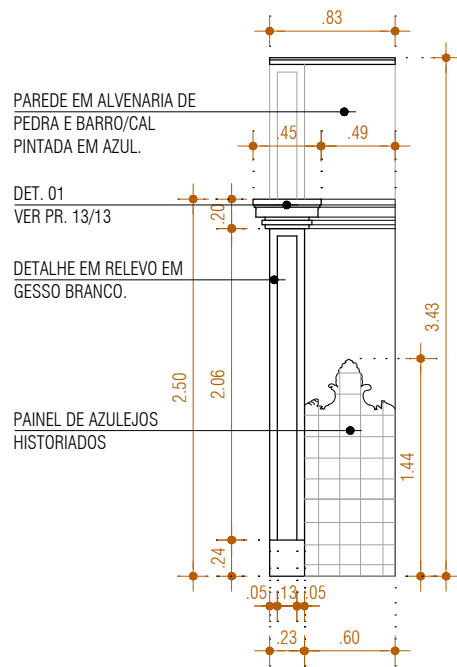 .83
PAREDE EM ALVENARIA DE
PEDRA E BARRO/CAL
PINTADA EM AZUL.
.45 .49
DET. 01
VER PR. 13/13
.20
DETALHE EM RELEVO EM
GESSO BRANCO.
3.43
2.50
2.06
PAINEL DE AZULEJOS
HISTORIADOS
1.44
.24
.05 .13 .05
.23 .60